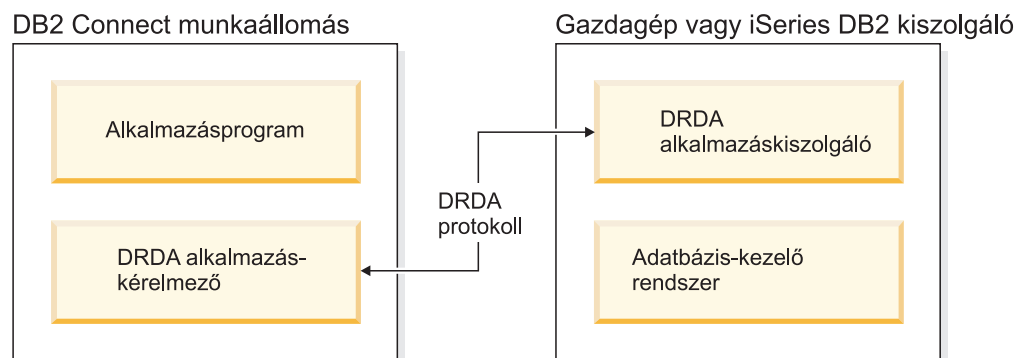 DB2 Connect munkaállomás
Alkalmazásprogram
DRDA alkalmazás-
kérelmező
DRDA
protokoll
Gazdagép vagy iSeries DB2 kiszolgáló
DRDA
alkalmazáskiszolgáló
Adatbázis-kezelő
rendszer